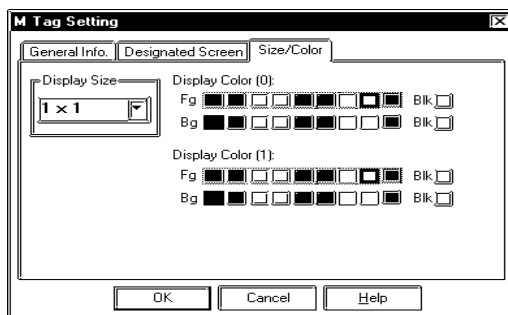 M Tag Setting
General Info. Designated Screen Size/Color
Display Size
1 x 1
Display Color (0):
Fg Blk
Bg Blk
Display Color (1):
Fg Blk
Bg Blk
OK Cancel Help